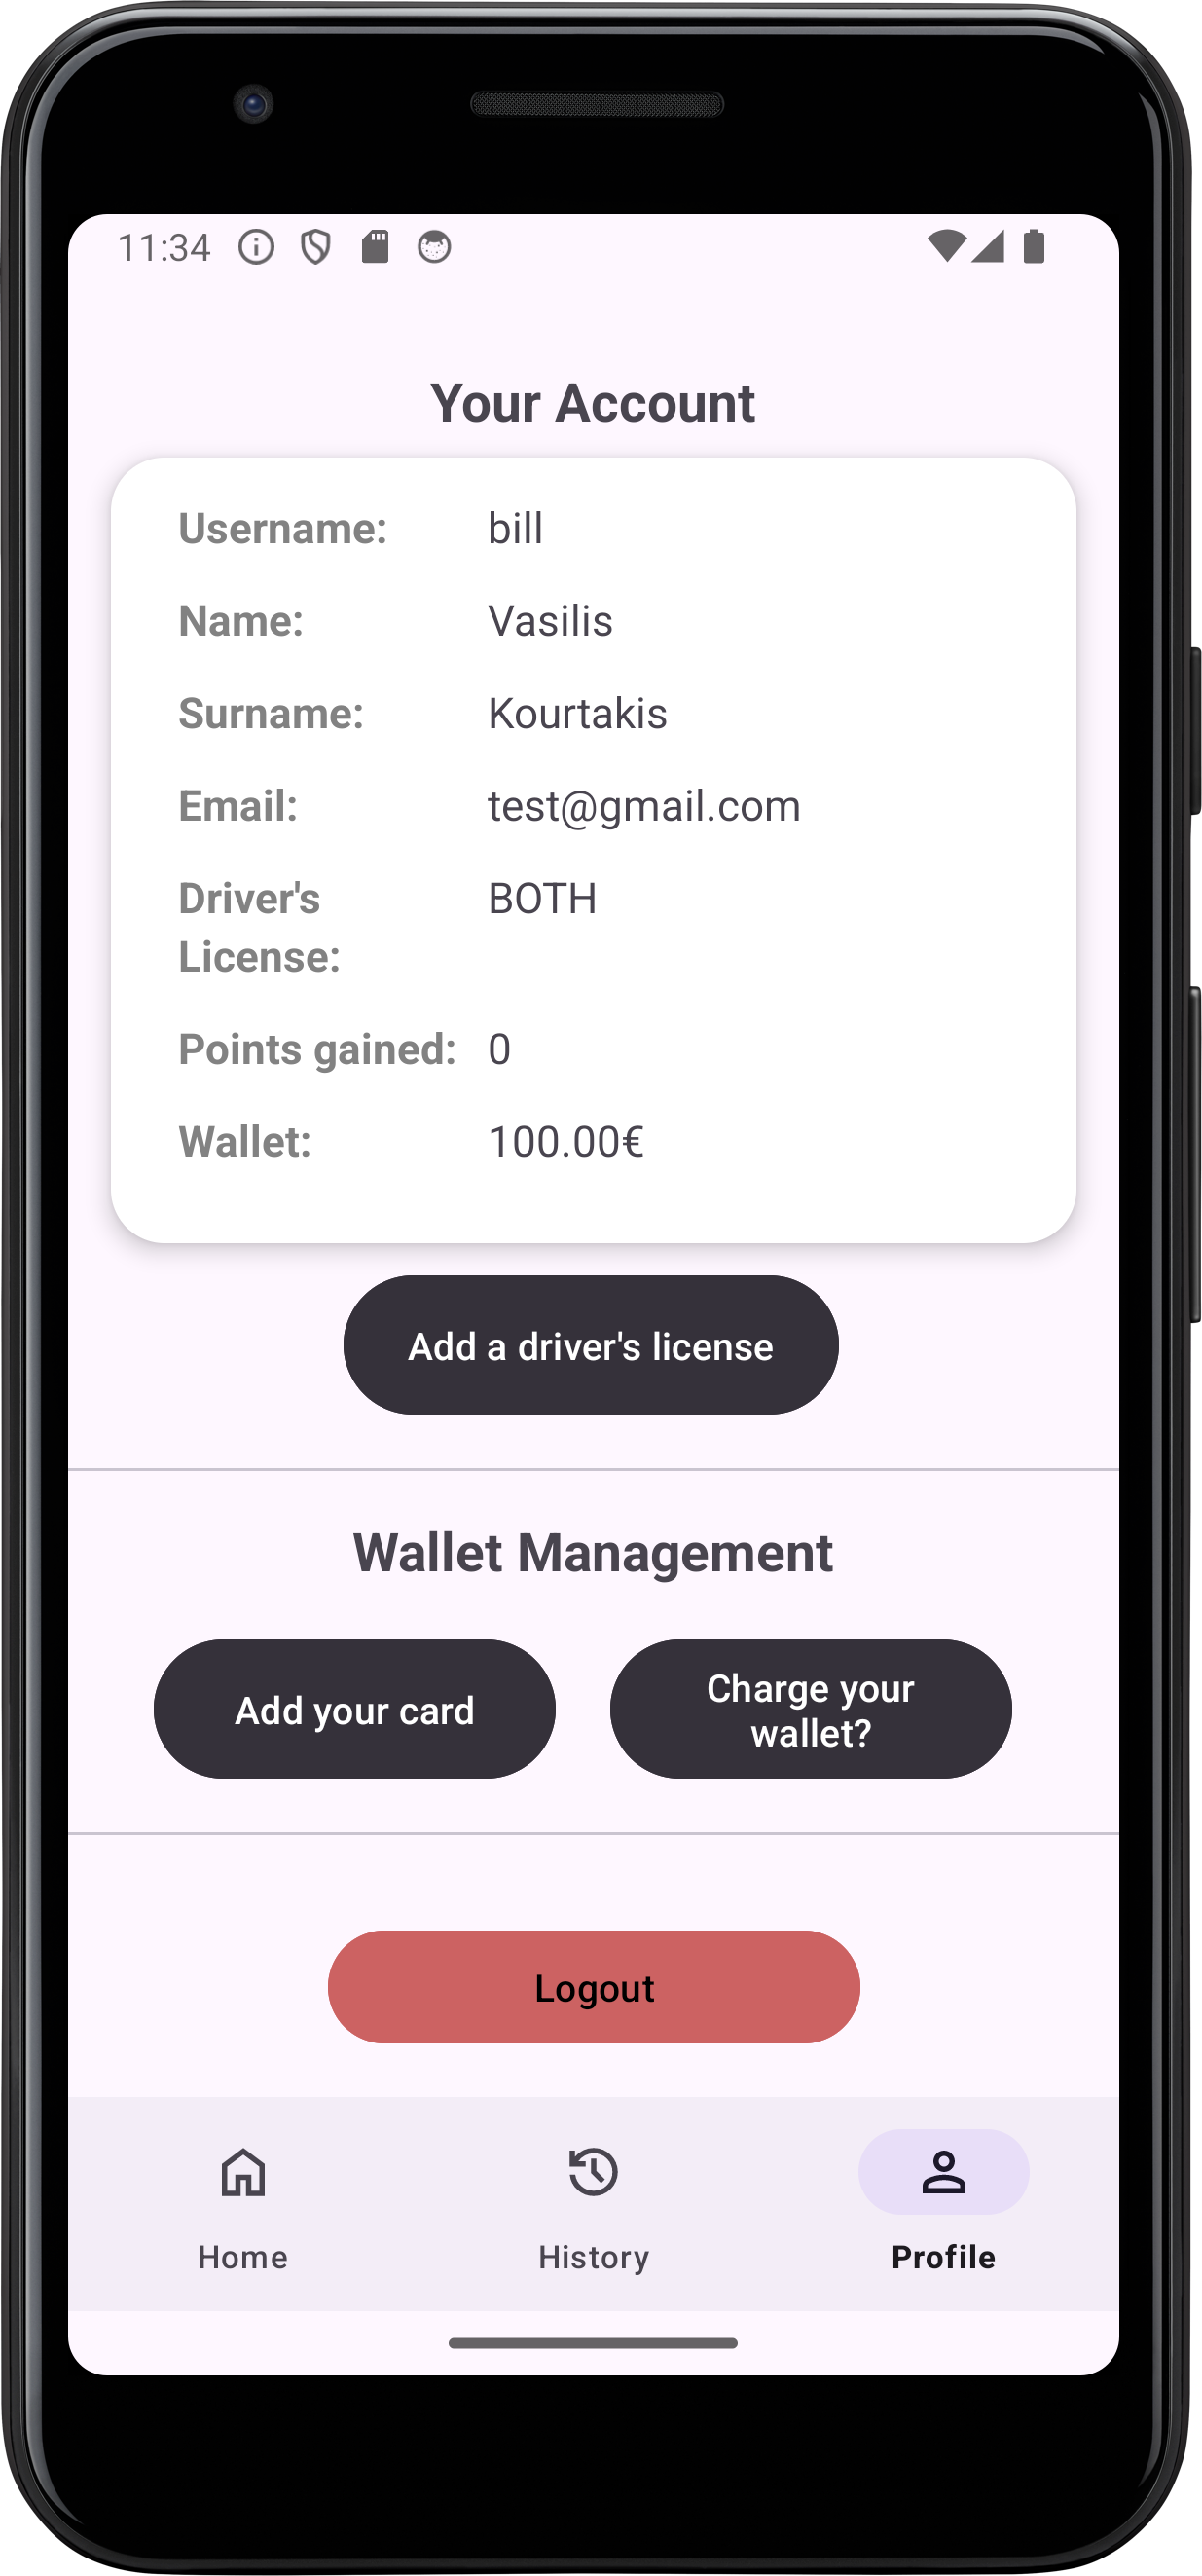 11:34
Your Account
Username: bill
Name: Vasilis
Surname: Kourtakis
Email: test@gmail.com
Driver's BOTH
License:
Points gained: 0
Wallet: 100.00€
Add a driver's license
Wallet Management
Add your card
Charge your
wallet?
Logout
Home History Profile